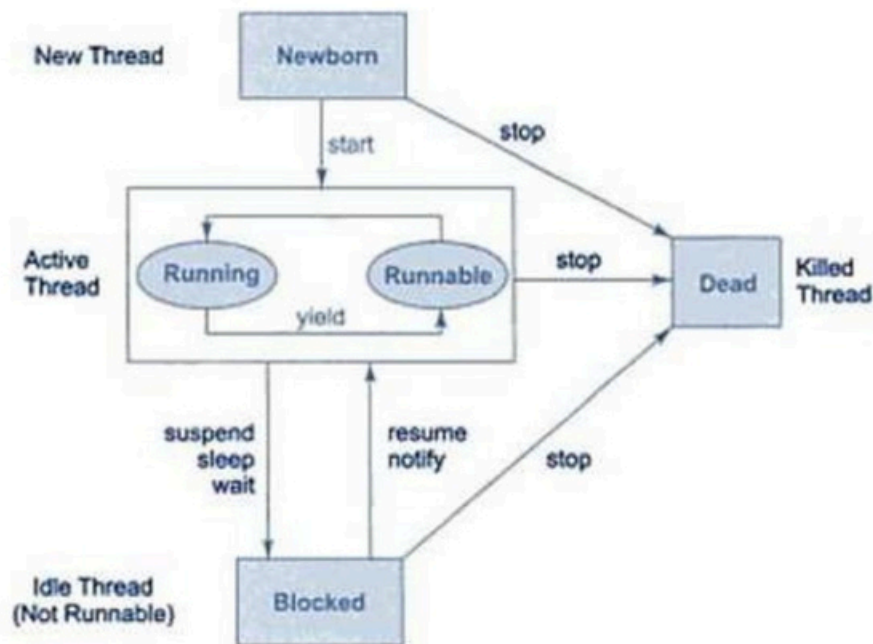 New Thread
Newborn
stop
start
Active
Thread
Running
Runnable
stop
Dead
Killed
Thread
yield
suspend
sleep
wait
resume
notify
stop
Idle Thread
(Not Runnable)
Blocked